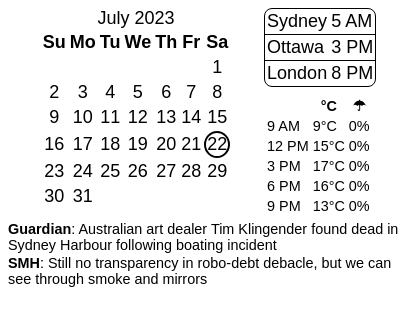 July 2023
Su Mo Tu We Th Fr Sa
1
2 3 4 5 6 7 8
9 10 11 12 13 14 15
16 17 18 19 20 21 22
23 24 25 26 27 28 29
30 31
Sydney 5 AM
Ottawa 3 PM
London 8 PM
°C ☂
9 AM 9°C 0%
12 PM 15°C 0%
3 PM 17°C 0%
6 PM 16°C 0%
9 PM 13°C 0%
Guardian: Australian art dealer Tim Klingender found dead in
Sydney Harbour following boating incident
SMH: Still no transparency in robo-debt debacle, but we can
see through smoke and mirrors